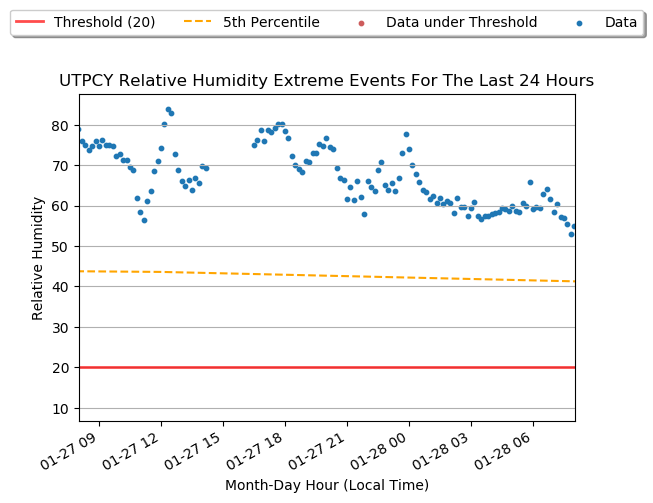 Threshold (20) 5th Percentile Data under Threshold Data
UTPCY Relative Humidity Extreme Events For The Last 24 Hours
80
70
60
50
40
30
20
10
Relative Humidity
01-27 09 01-27 12 01-27 15 01-27 18 01-27 21 01-28 00 01-28 03 01-28 06
Month-Day Hour (Local Time)